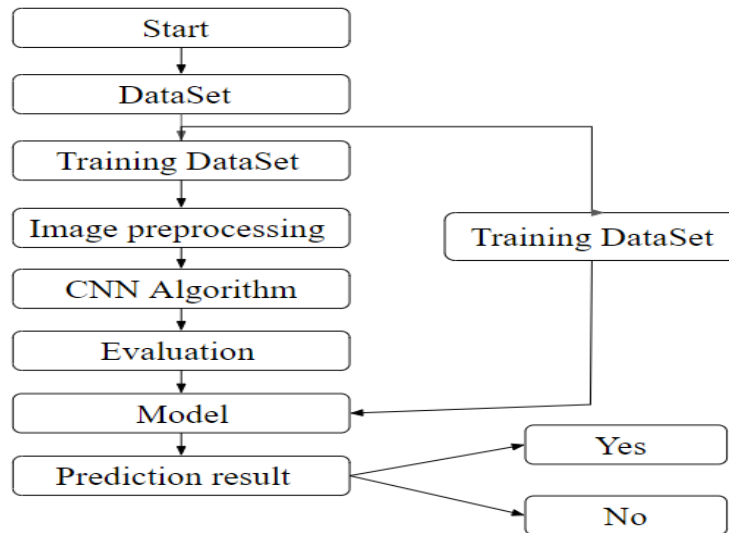 Start
DataSet
Training DataSet
Image preprocessing
Training DataSet
CNN Algorithm
Evaluation
Model
Prediction result
Yes
No